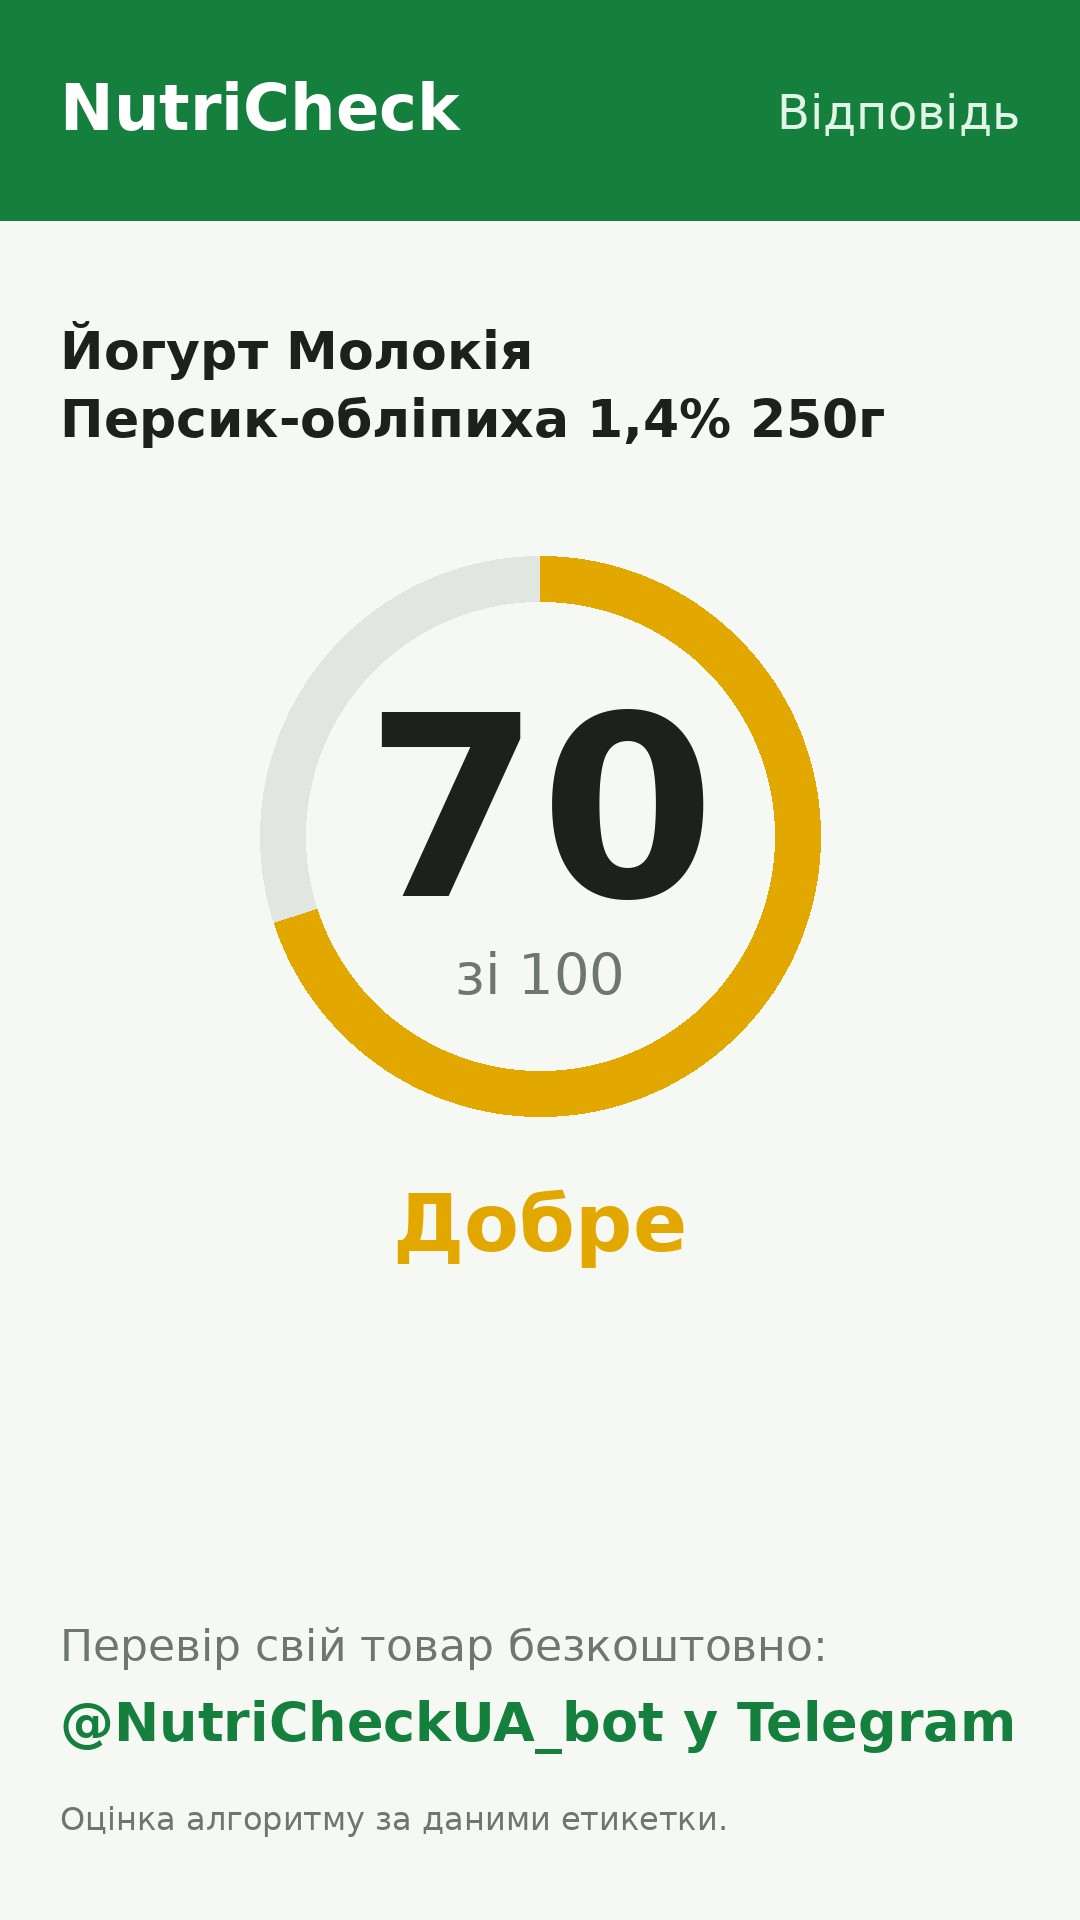 NutriCheck
Відповідь
Йогурт Молокія
Персик-обліпиха 1,4% 250г
70
зі 100
Добре
Перевір свій товар безкоштовно:
@NutriCheckUA_bot у Telegram
Оцінка алгоритму за даними етикетки.